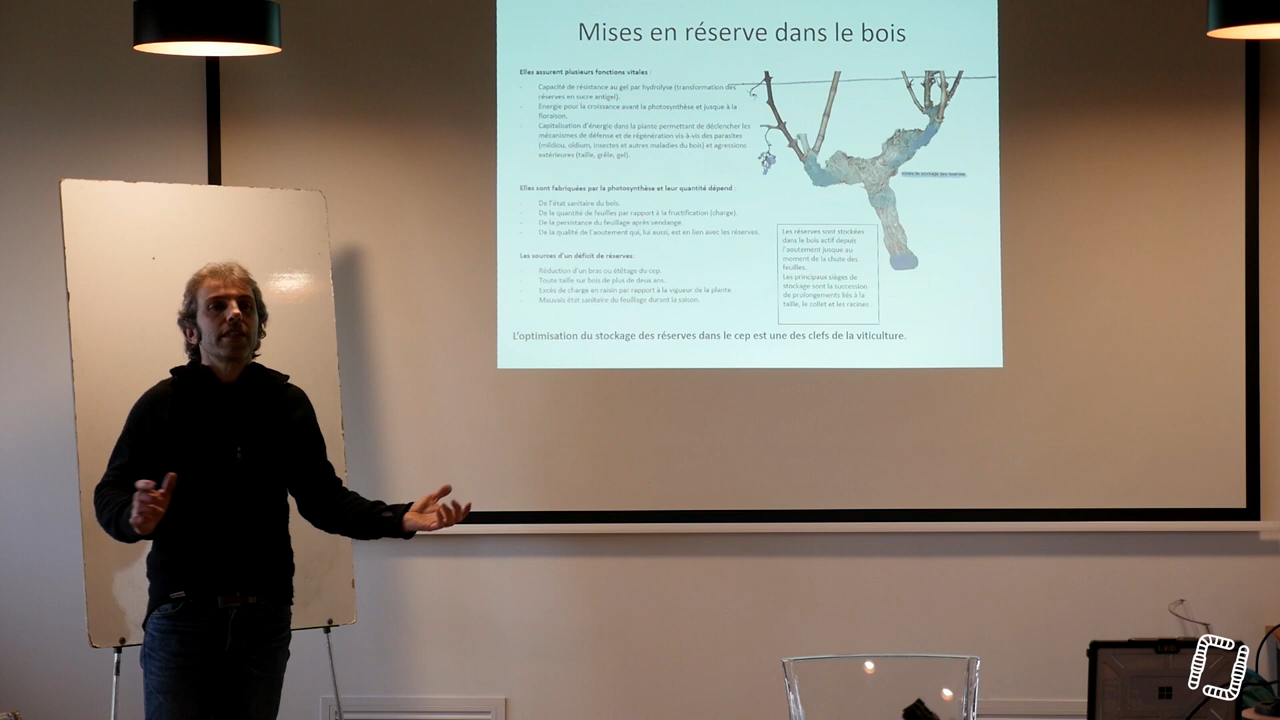 Mises en réserve dans le bois
Elles assurent plusieurs fonctions vitales :
- Capacité de résistance au gel par hydrolyse (transformation des
réserves en sucre antigel).
- Energie pour la croissance avant la photosynthèse et jusque à la
floraison.
- Capitalisation d'énergie dans la plante permettant de déclencher les
mécanismes de défense et de régénération vis-à-vis des parasites
(mildiou, oïdium, insectes et autres maladies du bois) et agressions
extérieures (taille, grêle, gel).
Elles sont fabriquées par la photosynthèse et leur quantité dépend :
- De l'état sanitaire du bois.
- De la quantité de feuilles par rapport à la fructification (charge).
- De la persistance du feuillage après vendange.
- De la qualité de l'aoutement qui, lui aussi, est en lien avec les réserves.
Les sources d'un déficit de réserves:
- Réduction d'un bras ou étêtage du cep.
- Toute taille sur bois de plus de deux ans.
- Excès de charge en raisin par rapport à la vigueur de la plante
- Mauvais état sanitaire du feuillage durant la saison.
de stockage des réserves
Les réserves sont stockées
dans le bois actif depuis
l'aoutement jusque au
moment de la chute des
feuilles.
Les principaux sièges de
stockage sont la succession
de prolongements liés à la
taille, le collet et les racines
L'optimisation du stockage des réserves dans le cep est une des clefs de la viticulture.